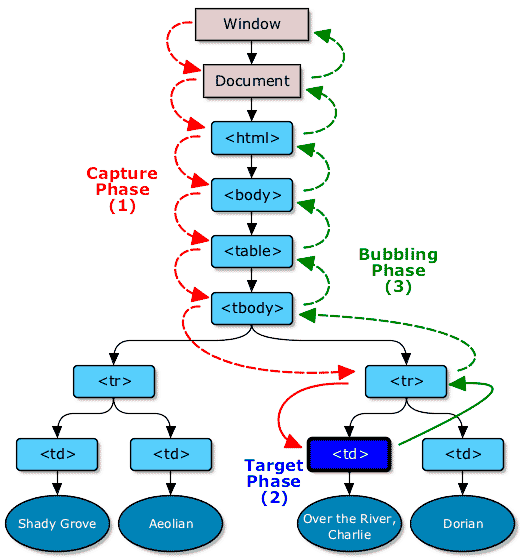 Window
Document
<html>
Capture
Phase
(1)
<body>
<table>
Bubbling
Phase
(3)
<tbody>
<tr>
<tr>
<td>
<td>
Target
Phase
(2)
<td>
<td>
Shady Grove
Aeolian
Over the River,
Charlie
Dorian